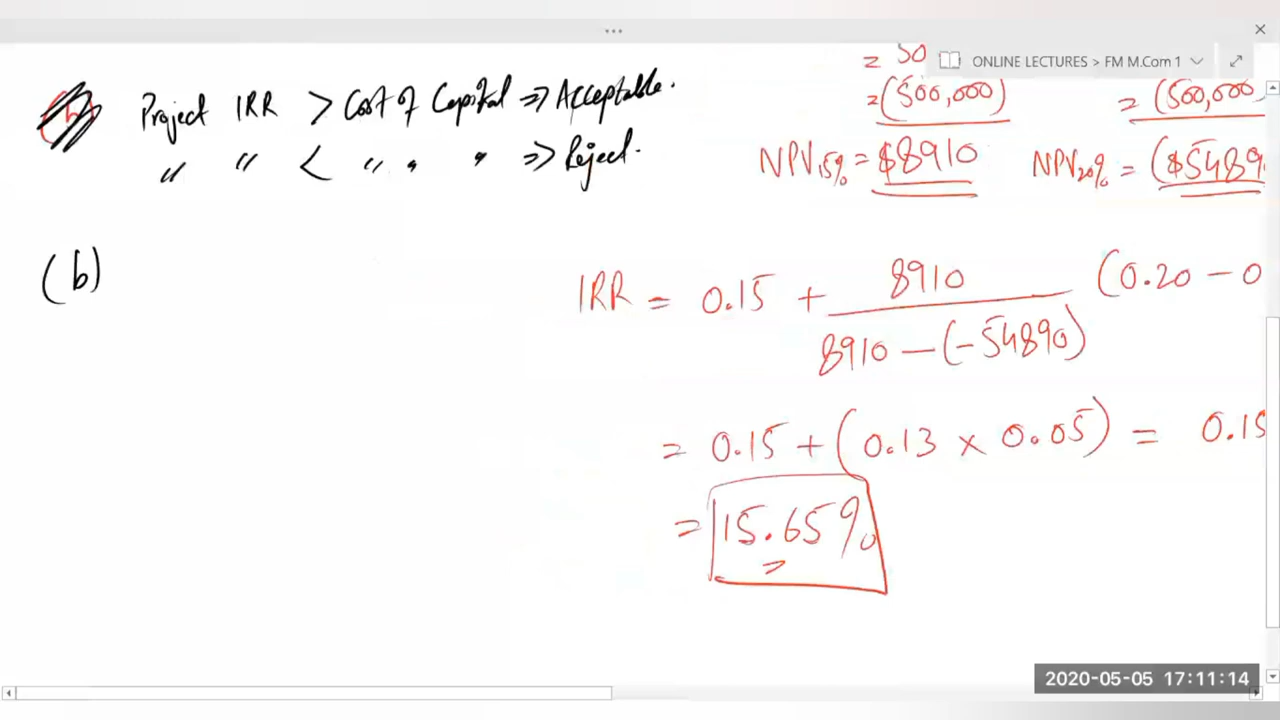 ONLINE LECTURES > FM M.Com 1
Project IRR > Cost of Capital => Acceptable.
〃 〃 < 〃 〃 〃 => Reject.
= 50
= (500,000)
= (500,000
NPV15% = $8910
NPV20% = ($5489
(b)
IRR = 0.15 + 8910 / 8910 - (-54890) (0.20 - 0
= 0.15 + (0.13 × 0.05) = 0.15
= 15.65%
2020-05-05 17:11:14